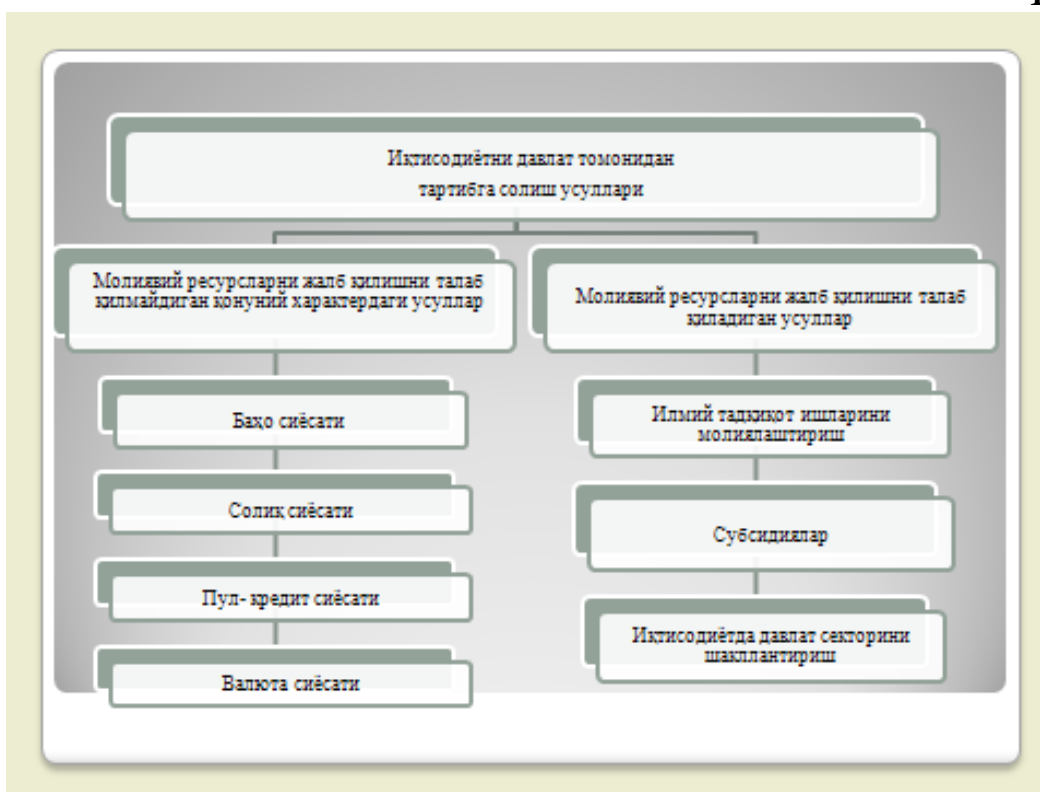 Иқтисодиётни давлат томонидан
тартибга солиш усуллари
Молиявий ресурсларни жалб қилишни талаб
қилмайдиган қонуний характердаги усуллар
Баҳо сиёсати
Солиқ сиёсати
Пул- кредит сиёсати
Валюта сиёсати
Молиявий ресурсларни жалб қилишни талаб
қиладиган усуллар
Илмий тадқиқот ишларини
молиялаштириш
Субсидиялар
Иқтисодиётда давлат секторини
шакллантириш